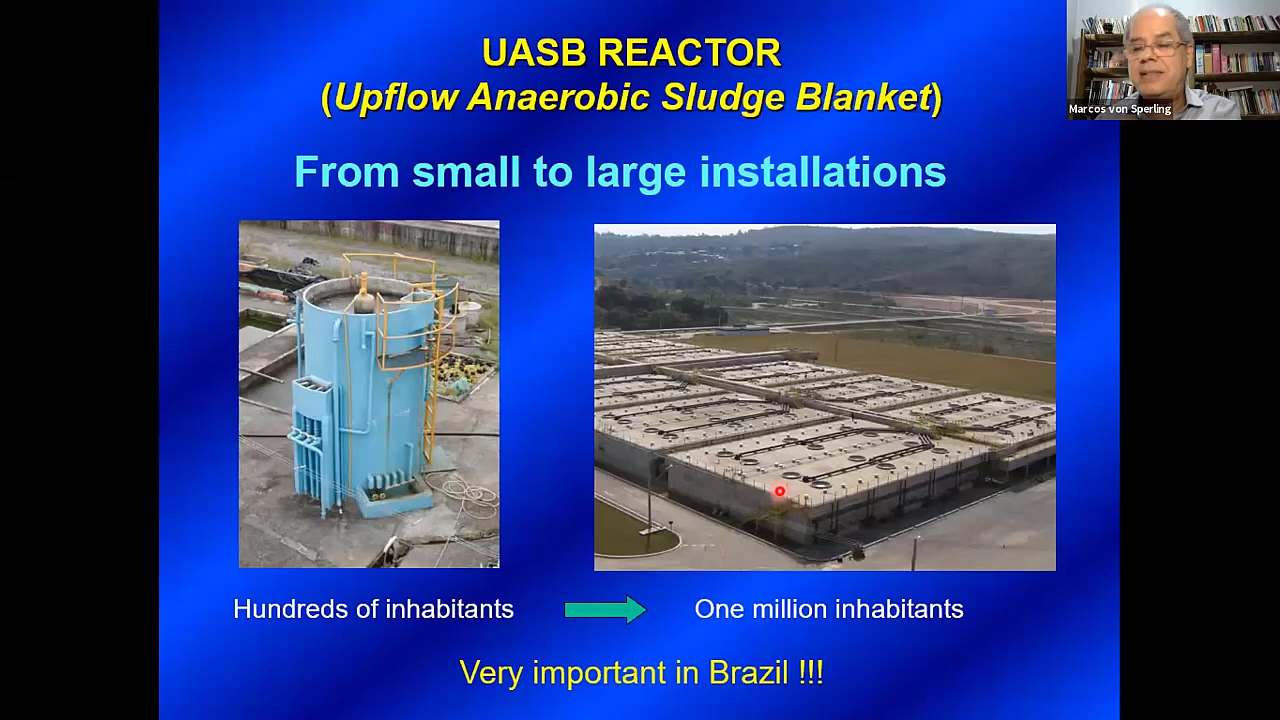 UASB REACTOR
(Upflow Anaerobic Sludge Blanket)
From small to large installations
Marcos von Sperling
Hundreds of inhabitants
One million inhabitants
Very important in Brazil !!!